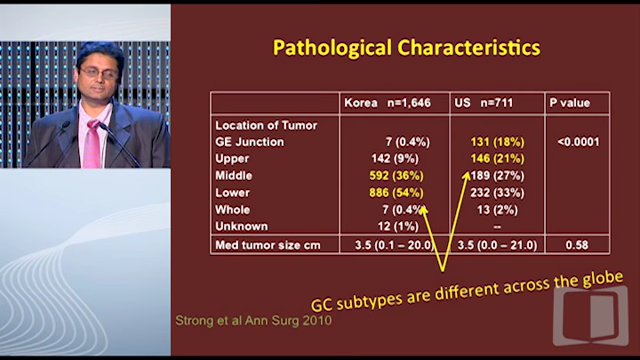 Pathological Characteristics
Korea n=1,646 US n=711 P value
Location of Tumor
GE Junction 7 (0.4%) 131 (18%) <0.0001
Upper 142 (9%) 146 (21%)
Middle 592 (36%) 189 (27%)
Lower 886 (54%) 232 (33%)
Whole 7 (0.4%) 13 (2%)
Unknown 12 (1%) --
Med tumor size cm 3.5 (0.1 – 20.0) 3.5 (0.0 – 21.0) 0.58
GC subtypes are different across the globe
Strong et al Ann Surg 2010